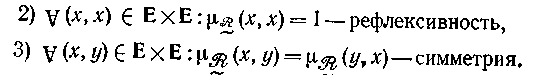 2) ∀ (x, x) ∈ E×E : μ_ℛ̰ (x, x) = 1 — рефлексивность,
3) ∀ (x, y) ∈ E×E : μ_ℛ̰ (x, y) = μ_ℛ̰ (y, x) — симметрия.